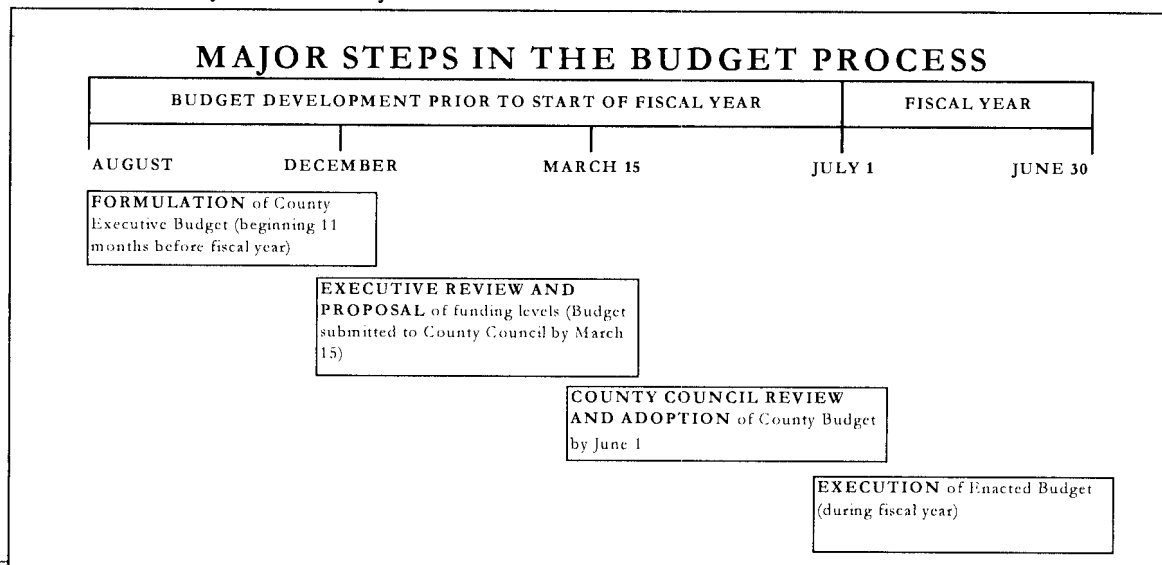 MAJOR STEPS IN THE BUDGET PROCESS
BUDGET DEVELOPMENT PRIOR TO START OF FISCAL YEAR
FISCAL YEAR
AUGUST
DECEMBER
MARCH 15
JULY 1
JUNE 30
FORMULATION of County
Executive Budget (beginning 11
months before fiscal year)
EXECUTIVE REVIEW AND
PROPOSAL of funding levels (Budget
submitted to County Council by March
15)
COUNTY COUNCIL REVIEW
AND ADOPTION of County Budget
by June 1
EXECUTION of Enacted Budget
(during fiscal year)